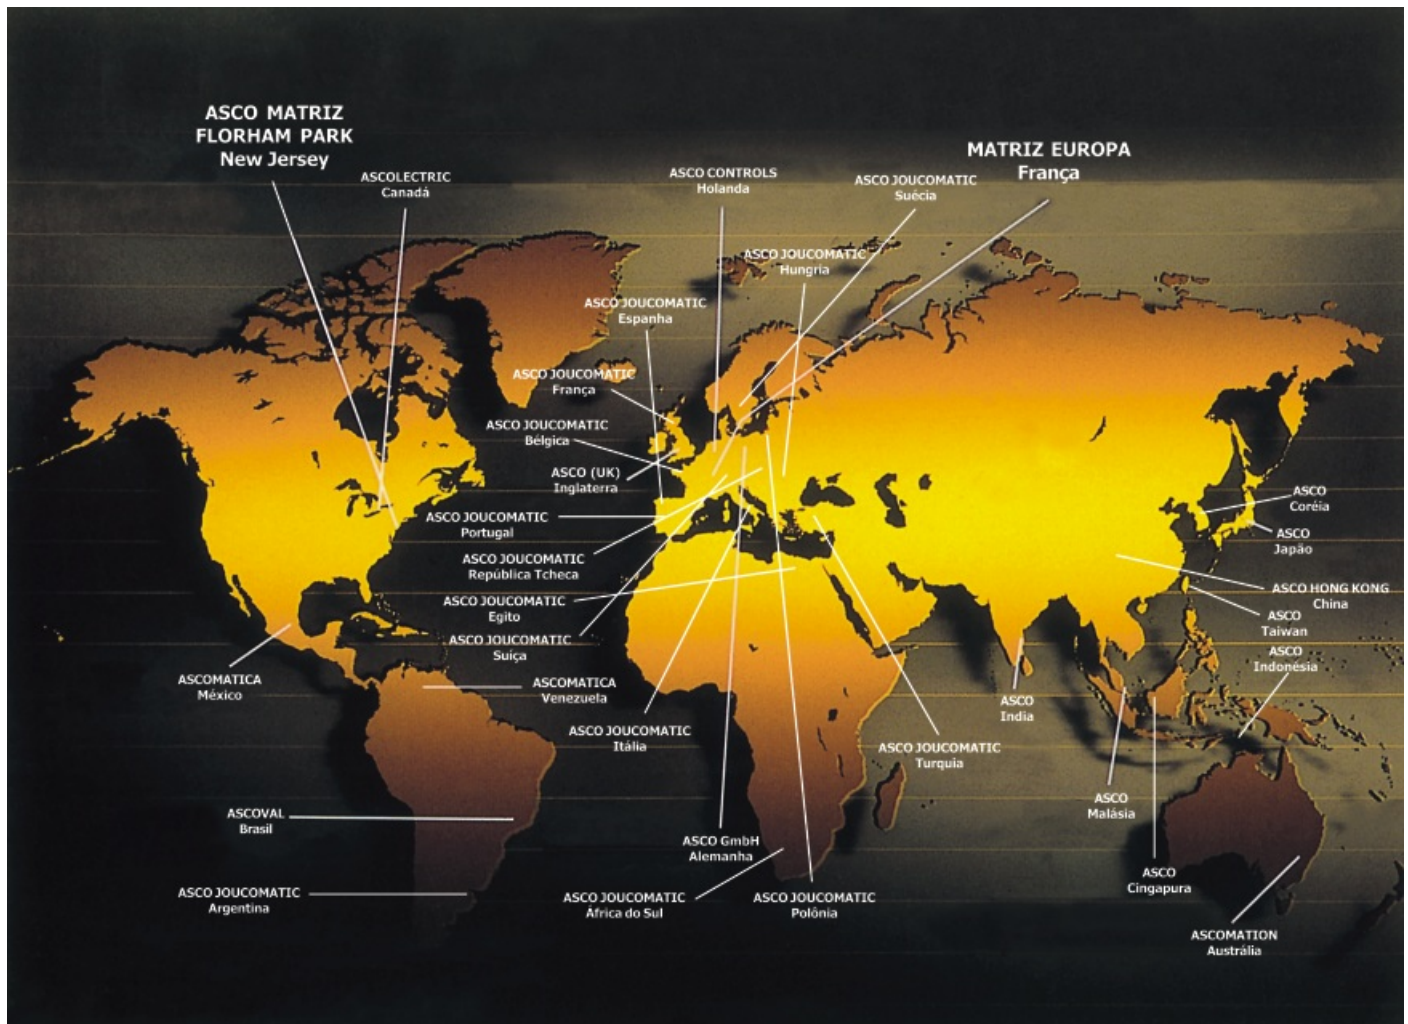 ASCO MATRIZ
FLORHAM PARK
New Jersey
ASCOLECTRIC
Canadá
ASCO CONTROLS
Holanda
ASCO JOUCOMATIC
Suécia
MATRIZ EUROPA
França
ASCO JOUCOMATIC
Hungria
ASCO JOUCOMATIC
Espanha
ASCO JOUCOMATIC
França
ASCO JOUCOMATIC
Bélgica
ASCO (UK)
Inglaterra
ASCO JOUCOMATIC
Portugal
ASCO JOUCOMATIC
República Tcheca
ASCO JOUCOMATIC
Egito
ASCO JOUCOMATIC
Suíça
ASCO
Coréia
ASCO
Japão
ASCO HONG KONG
China
ASCO
Taiwan
ASCO
Indonésia
ASCOMATICA
México
ASCOMATICA
Venezuela
ASCO
India
ASCO JOUCOMATIC
Itália
ASCO JOUCOMATIC
Turquia
ASCO
Malásia
ASCOVAL
Brasil
ASCO GmbH
Alemanha
ASCO
Cingapura
ASCO JOUCOMATIC
Argentina
ASCO JOUCOMATIC
África do Sul
ASCO JOUCOMATIC
Polônia
ASCOMATION
Austrália